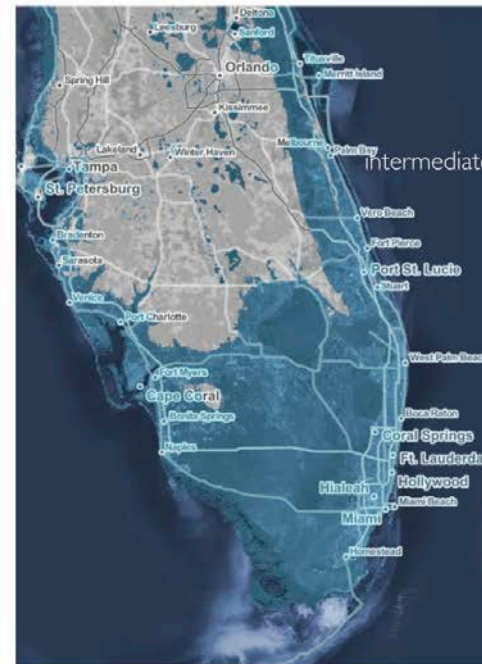 Deltona
Leesburg
Sanford
Orlando
Titusville
Merritt Island
Spring Hill
Kissimmee
Melbourne
Palm Bay
Lakeland
Winter Haven
Tampa
intermediate
St. Petersburg
Vero Beach
Bradenton
Fort Pierce
Sarasota
Port St. Lucie
Stuart
Venice
Port Charlotte
West Palm Beac
Fort Myers
Cape Coral
Boca Raton
Bonita Springs
Coral Springs
Naples
Ft. Lauderda
Hollywood
Hialeah
Miami Beach
Miami
Homestead